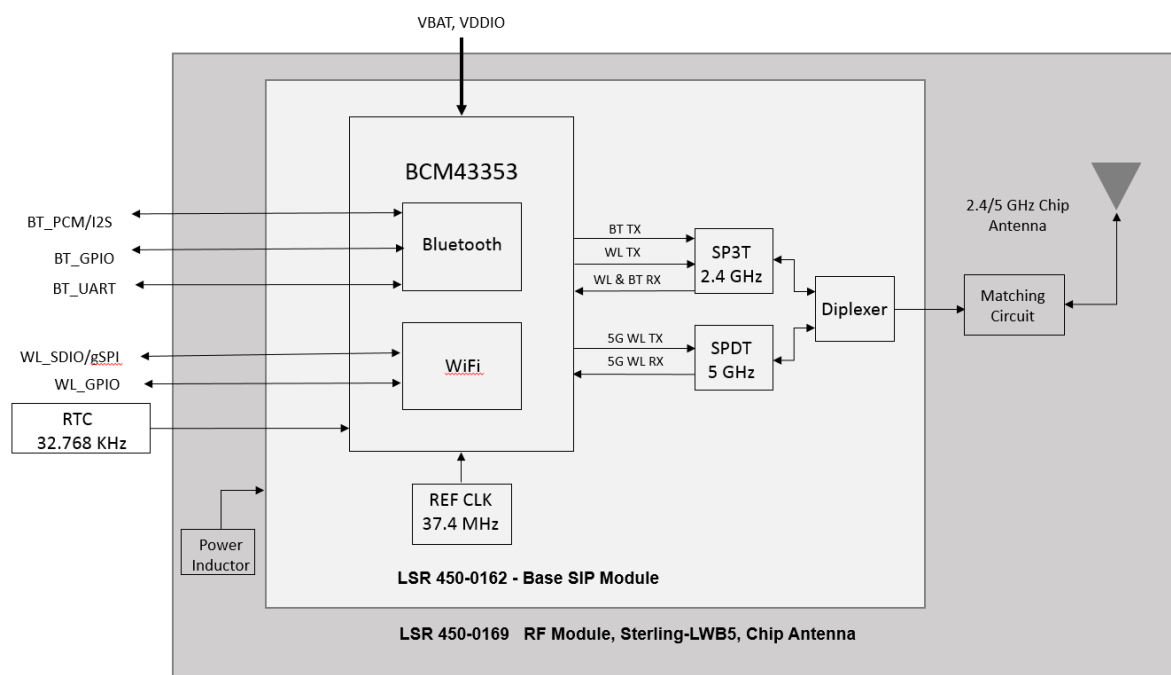 VBAT, VDDIO
BCM43353
BT_PCM/I2S
BT_GPIO
BT_UART
Bluetooth
WL_SDIO/gSPI
WL_GPIO
WiFi
RTC
32.768 KHz
REF CLK
37.4 MHz
Power
Inductor
BT TX
WL TX
WL & BT RX
5G WL TX
5G WL RX
SP3T
2.4 GHz
SPDT
5 GHz
Diplexer
Matching
Circuit
2.4/5 GHz Chip
Antenna
LSR 450-0162 - Base SIP Module
LSR 450-0169 RF Module, Sterling-LWB5, Chip Antenna